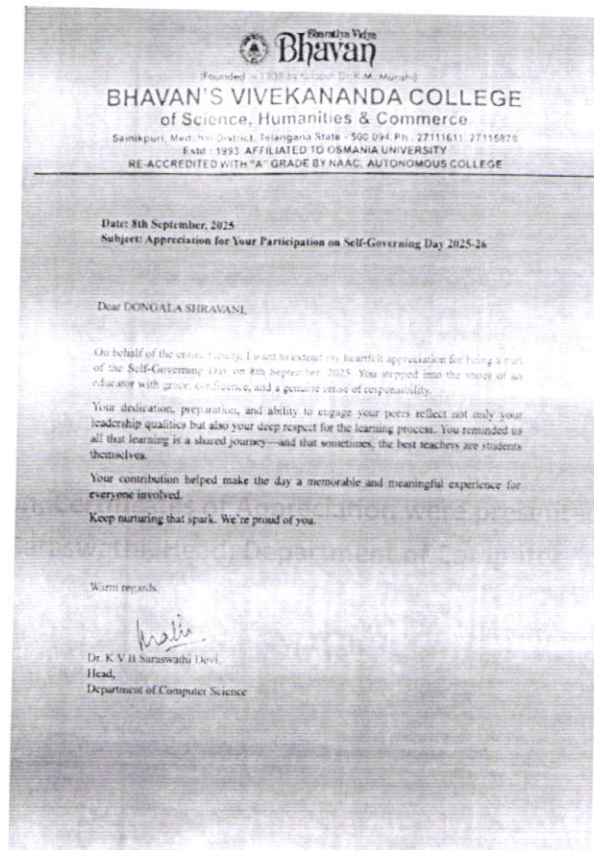 Bharatiya Vidya
Bhavan
(Founded in 1938 by Kulapati Dr. K.M. Munshi)
BHAVAN'S VIVEKANANDA COLLEGE
of Science, Humanities & Commerce
Sainikpuri, Medchal District, Telangana State - 500 094. Ph : 27111611, 27115878
Estd : 1993 AFFILIATED TO OSMANIA UNIVERSITY
RE-ACCREDITED WITH "A" GRADE BY NAAC, AUTONOMOUS COLLEGE
Date: 8th September, 2025
Subject: Appreciation for Your Participation on Self-Governing Day 2025-26
Dear DONGALA SHRAVANI,
On behalf of the entire faculty, I want to extend my heartfelt appreciation for being a part
of the Self-Governing Day on 8th September 2025. You stepped into the shoes of an
educator with grace, confidence, and a genuine sense of responsibility.
Your dedication, preparation, and ability to engage your peers reflect not only your
leadership qualities but also your deep respect for the learning process. You reminded us
all that learning is a shared journey—and that sometimes, the best teachers are students
themselves.
Your contribution helped make the day a memorable and meaningful experience for
everyone involved.
Keep nurturing that spark. We're proud of you.
Warm regards,
Dr. K V B Saraswathi Devi,
Head,
Department of Computer Science